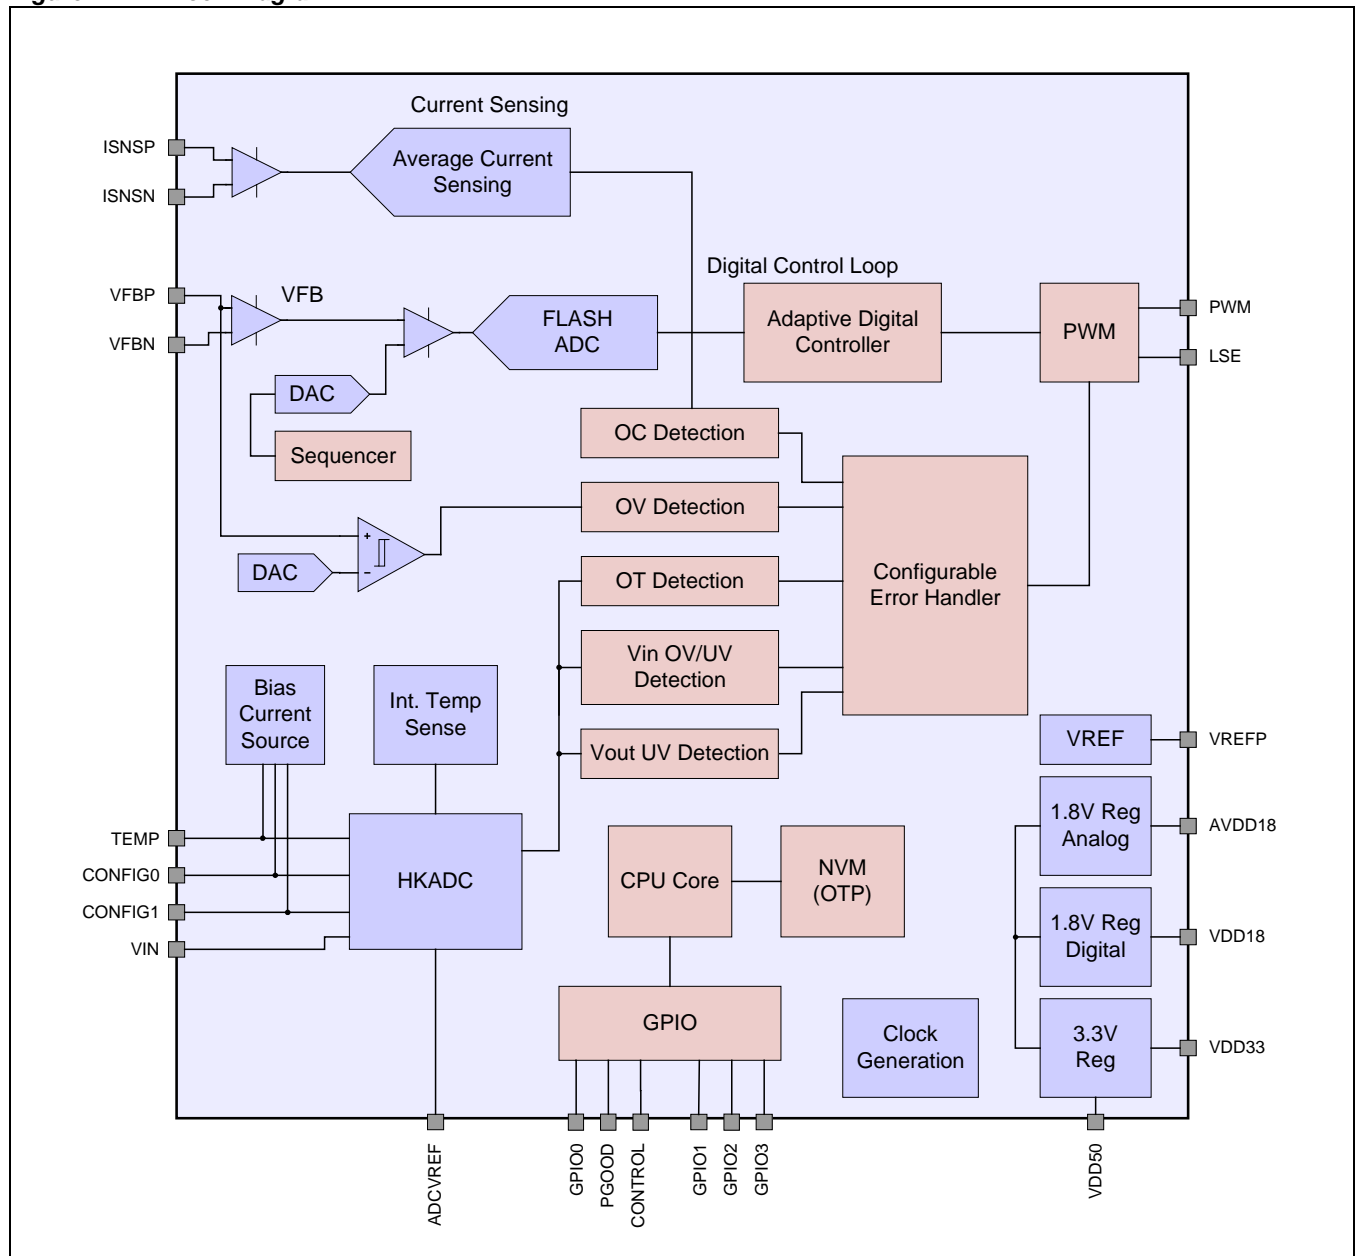 Current Sensing
ISNSP
ISNSN
Average Current
Sensing
Digital Control Loop
VFBP
VFBN
VFB
FLASH
ADC
Adaptive Digital
Controller
PWM
PWM
LSE
DAC
Sequencer
OC Detection
OV Detection
+
-
DAC
OT Detection
Configurable
Error Handler
Vin OV/UV
Detection
Bias
Current
Source
Int. Temp
Sense
Vout UV Detection
VREF
VREFP
TEMP
CONFIG0
CONFIG1
VIN
HKADC
CPU Core
NVM
(OTP)
1.8V Reg
Analog
AVDD18
1.8V Reg
Digital
VDD18
GPIO
Clock
Generation
3.3V
Reg
VDD33
ADCVREF
GPIO0
PGOOD
CONTROL
GPIO1
GPIO2
GPIO3
VDD50